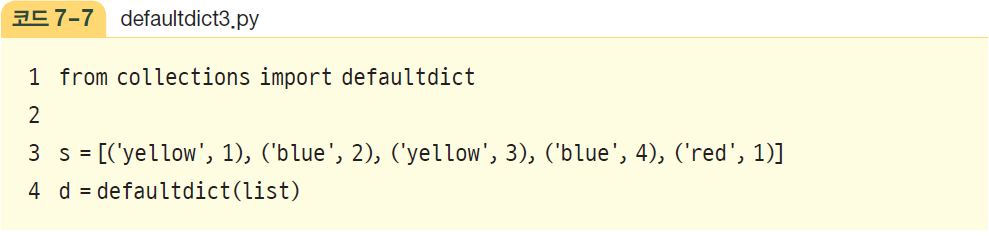 코드 7-7 defaultdict3.py
1 from collections import defaultdict
2
3 s = [('yellow', 1), ('blue', 2), ('yellow', 3), ('blue', 4), ('red', 1)]
4 d = defaultdict(list)